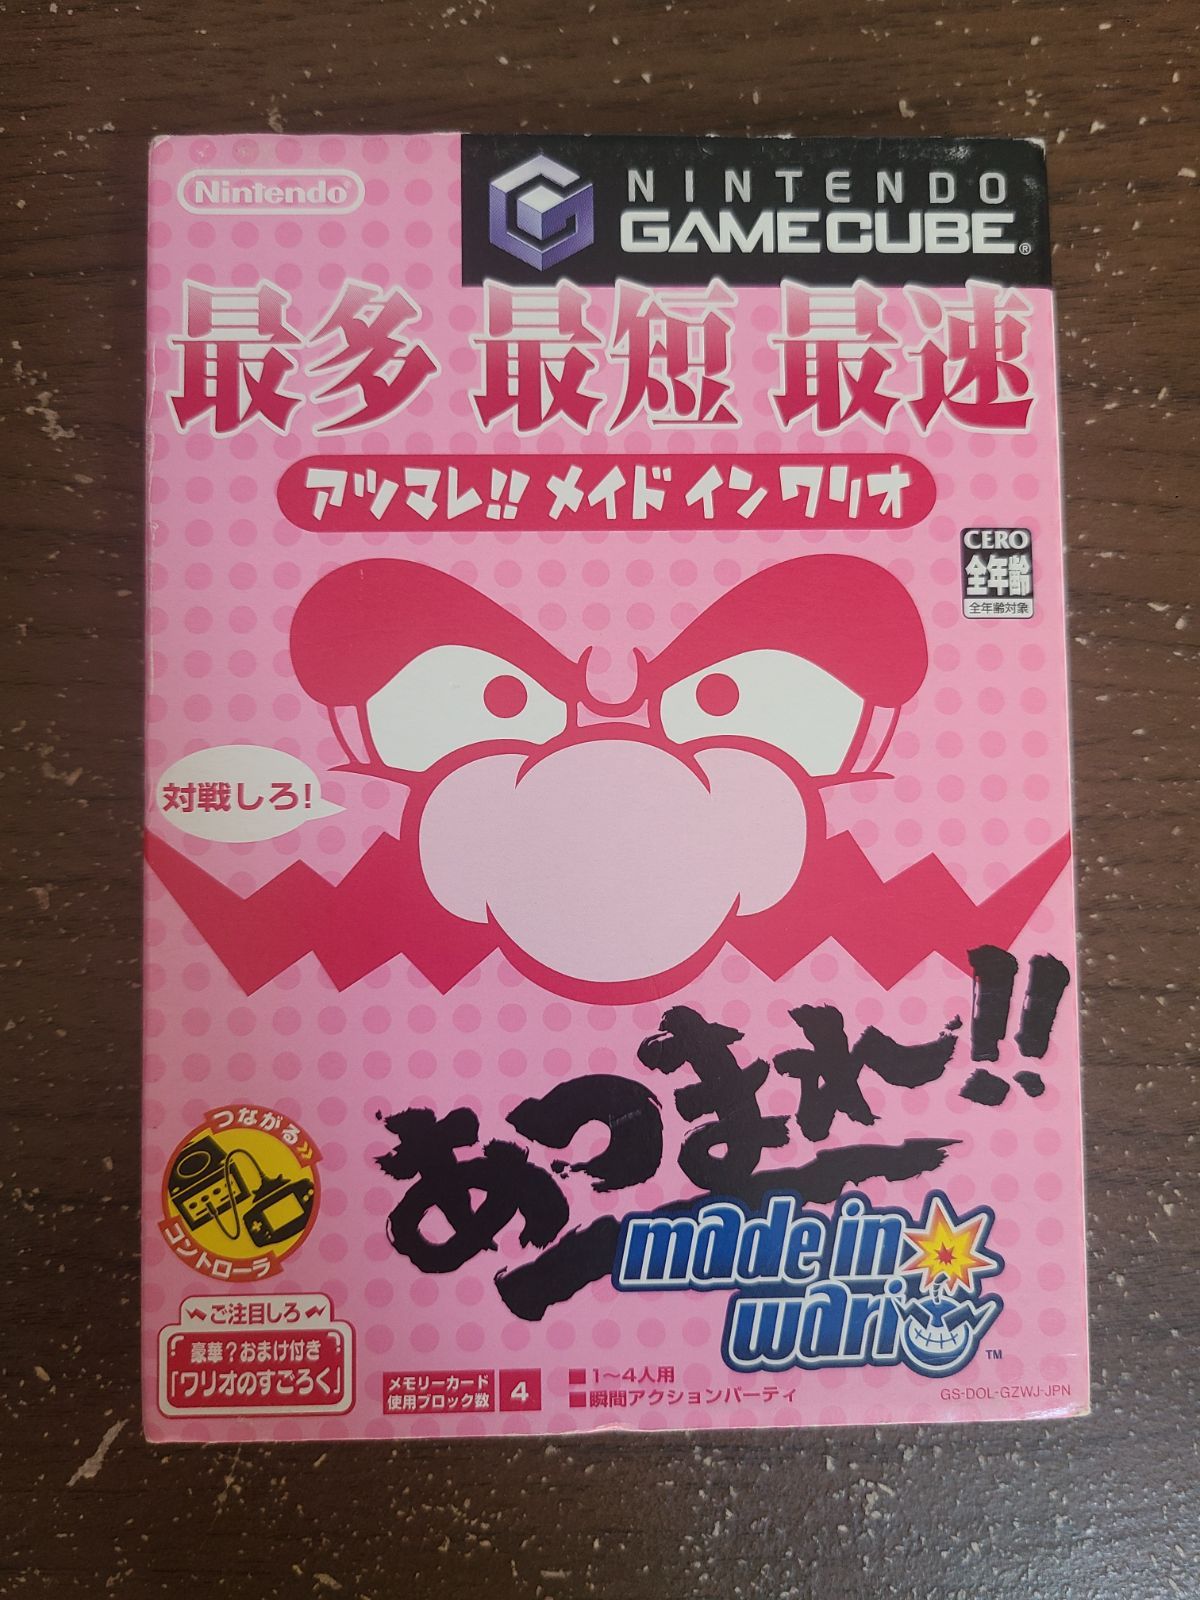 Nintendo®
NINTENDO
GAMECUBE®
最多 最短 最速
アツマレ!! メイド イン ワリオ
CERO
全年齢
全年齢対象
対戦しろ!
あつまれー!!
made in
wario™
つながる
コントローラ
ご注目しろ
豪華?おまけ付き
「ワリオのすごろく」
メモリーカード
使用ブロック数
4
■1〜4人用
■瞬間アクションパーティ
GS-DOL-GZWJ-JPN